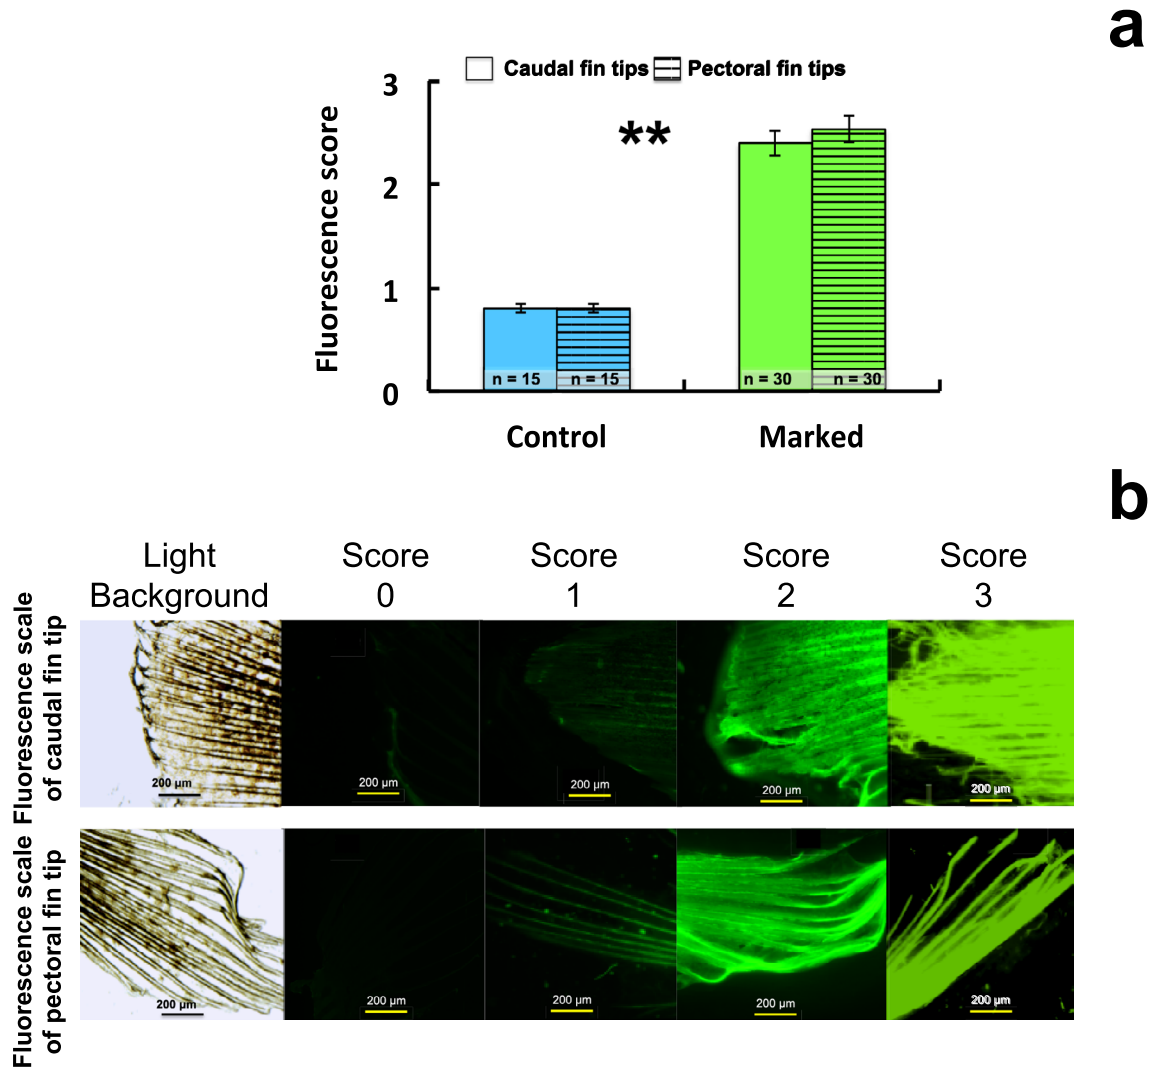 a
Caudal fin tips Pectoral fin tips
3
2
1
0
Fluorescence score
**
n = 15 n = 15 n = 30 n = 30
Control Marked
b
Light Background Score 0 Score 1 Score 2 Score 3
Fluorescence scale of caudal fin tip
200 µm 200 µm 200 µm 200 µm 200 µm
Fluorescence scale of pectoral fin tip
200 µm 200 µm 200 µm 200 µm 200 µm